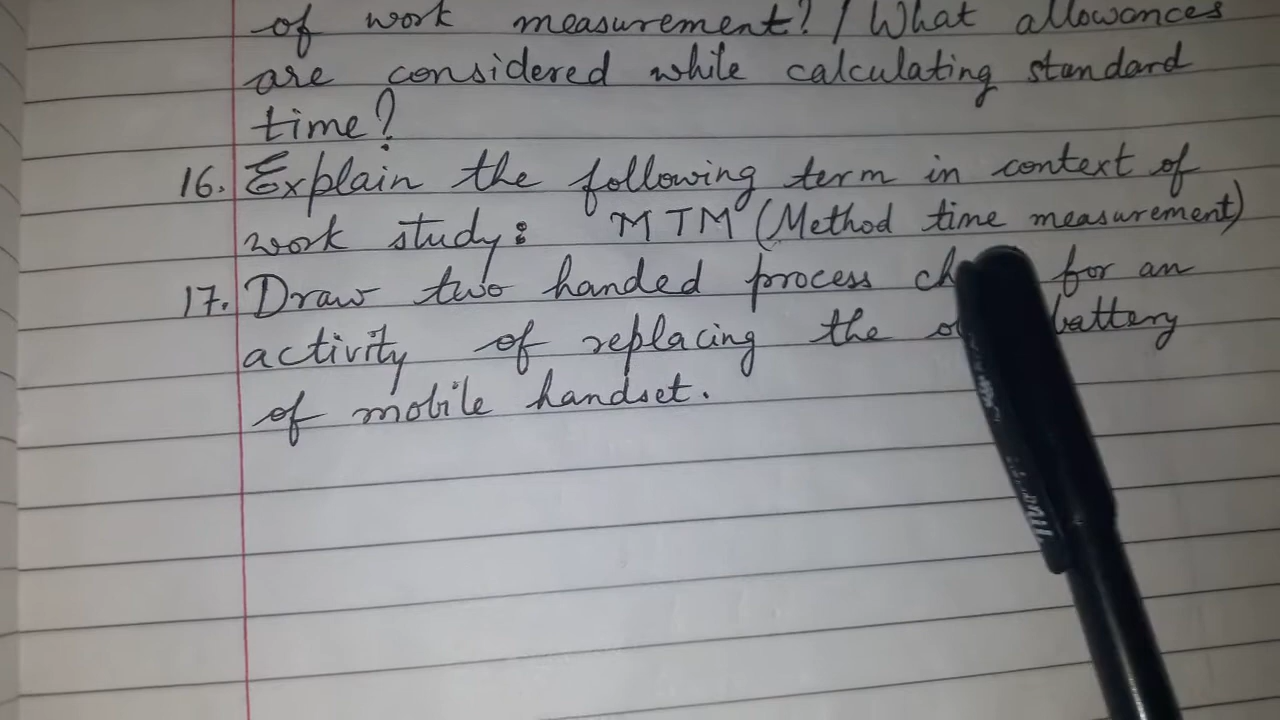 of work measurement? / What allowances
are considered while calculating standard
time?
16. Explain the following term in context of
work study: MTM (Method time measurement)
17. Draw two handed process for an
activity of replacing the battery
of mobile handset.